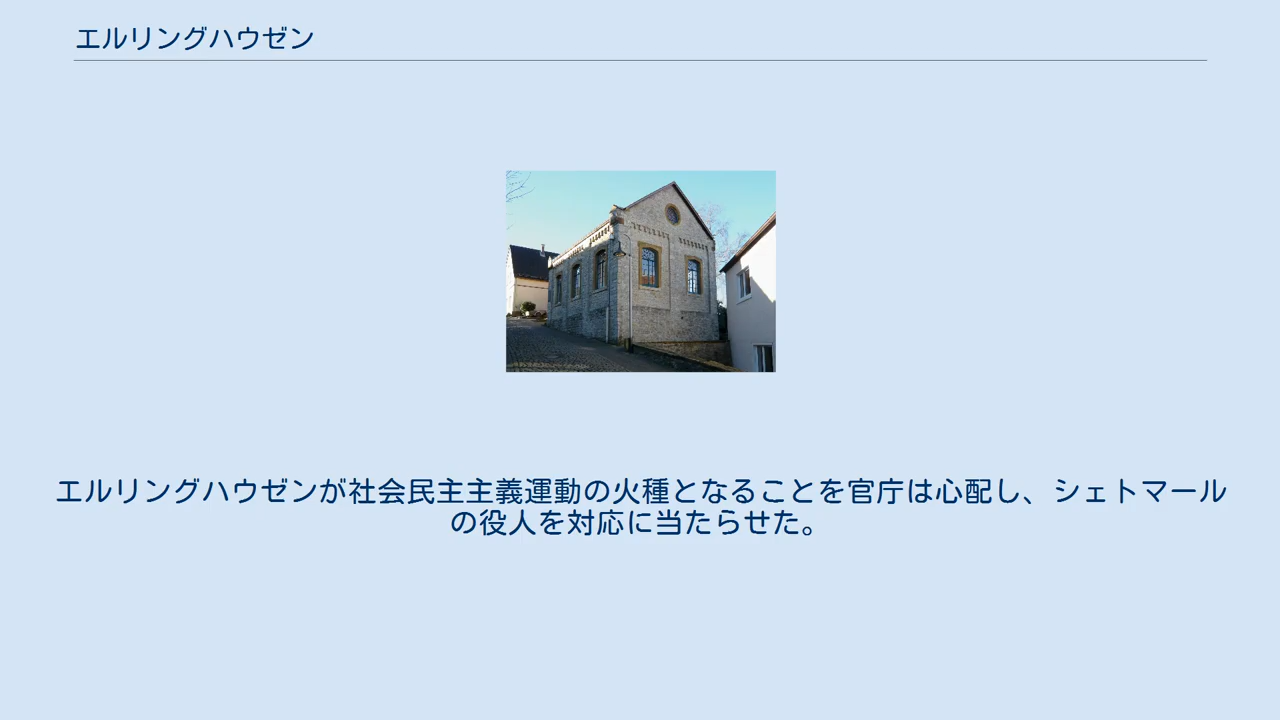 エルリングハウゼン
エルリングハウゼンが社会民主主義運動の火種となることを官庁は心配し、シェトマール
の役人を対応に当たらせた。